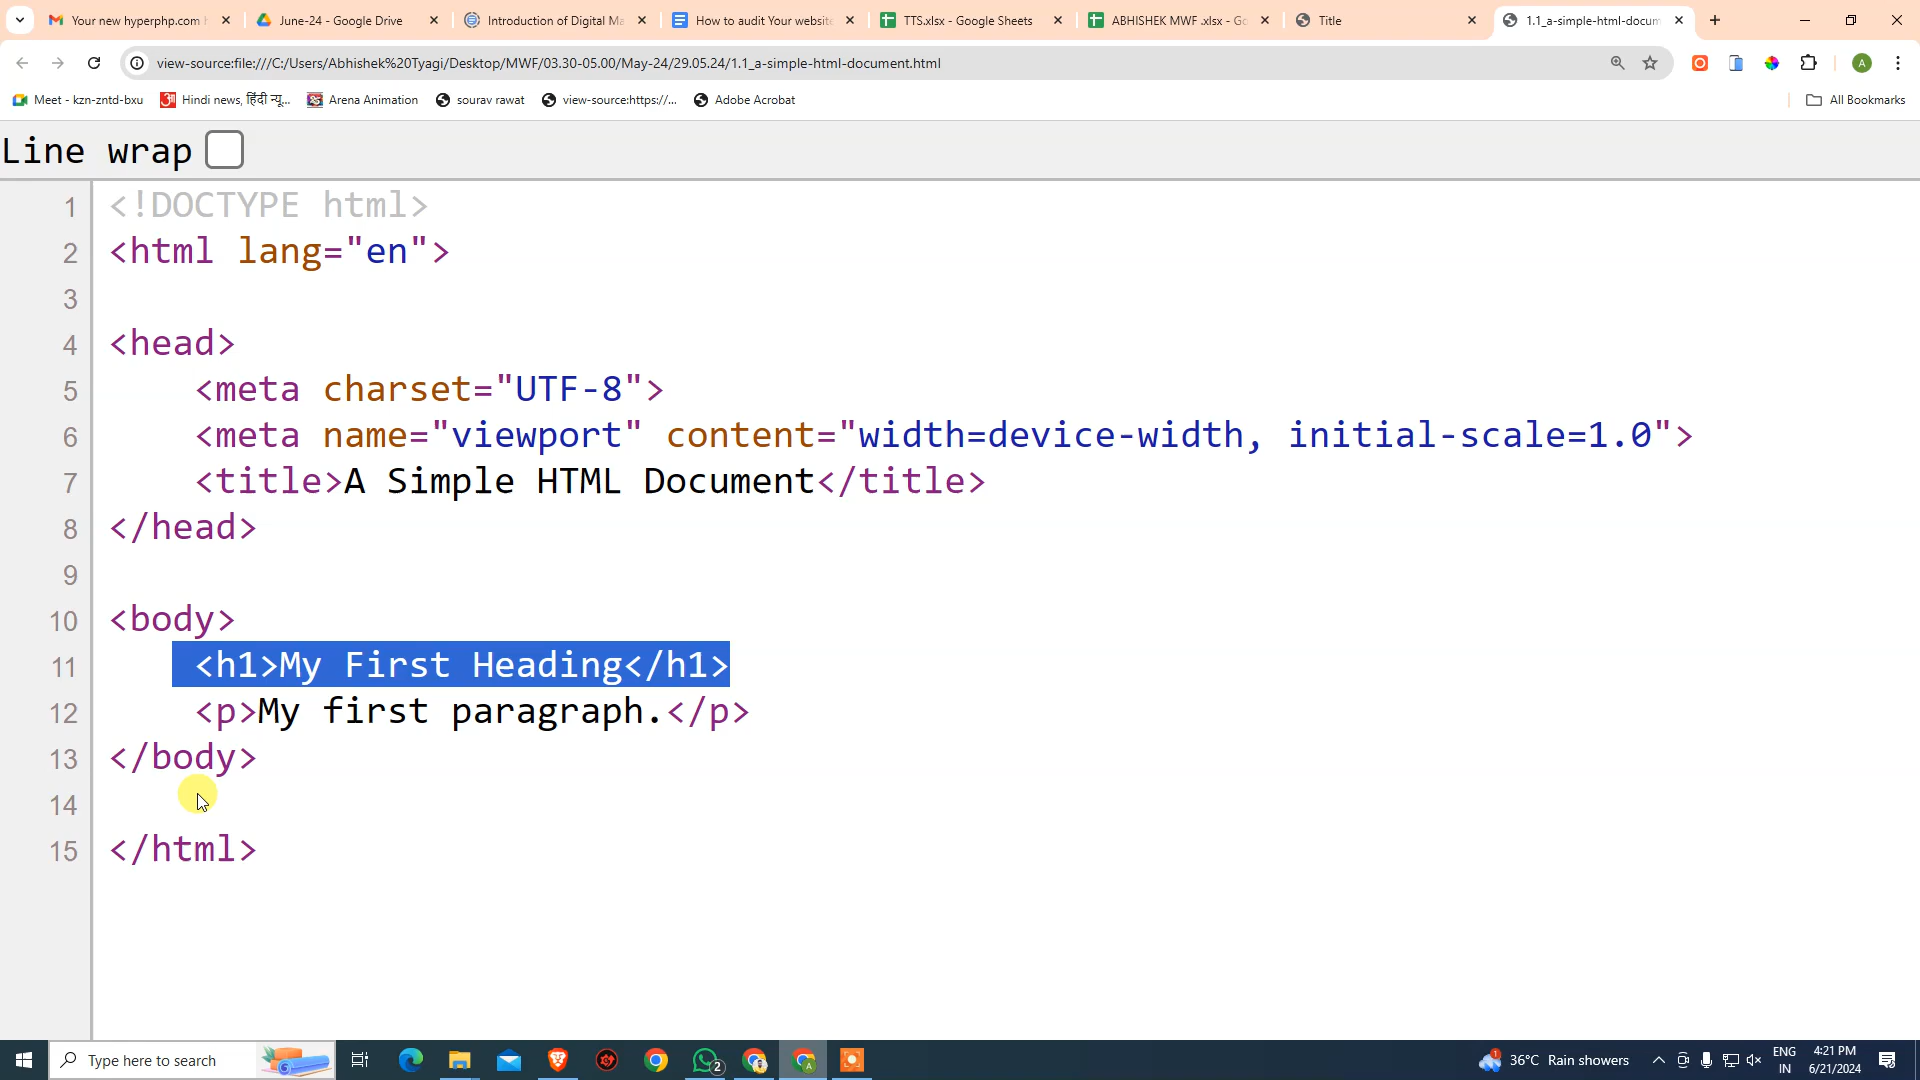 Your new hyperphp.com
June-24 - Google Drive
Introduction of Digital Ma
How to audit Your website
TTS.xlsx - Google Sheets
ABHISHEK MWF .xlsx - Go
Title
1.1_a-simple-html-docum
view-source:file:///C:/Users/Abhishek%20Tyagi/Desktop/MWF/03.30-05.00/May-24/29.05.24/1.1_a-simple-html-document.html
A
Meet - kzn-zntd-bxu
Hindi news, हिंदी न्यू...
Arena Animation
sourav rawat
view-source:https://...
Adobe Acrobat
All Bookmarks
Line wrap
1 <!DOCTYPE html>
2 <html lang="en">
3
4 <head>
5 <meta charset="UTF-8">
6 <meta name="viewport" content="width=device-width, initial-scale=1.0">
7 <title>A Simple HTML Document</title>
8 </head>
9
10 <body>
11 <h1>My First Heading</h1>
12 <p>My first paragraph.</p>
13 </body>
14
15 </html>
Type here to search
2
A
1
36°C Rain showers
ENG
IN
4:21 PM
6/21/2024